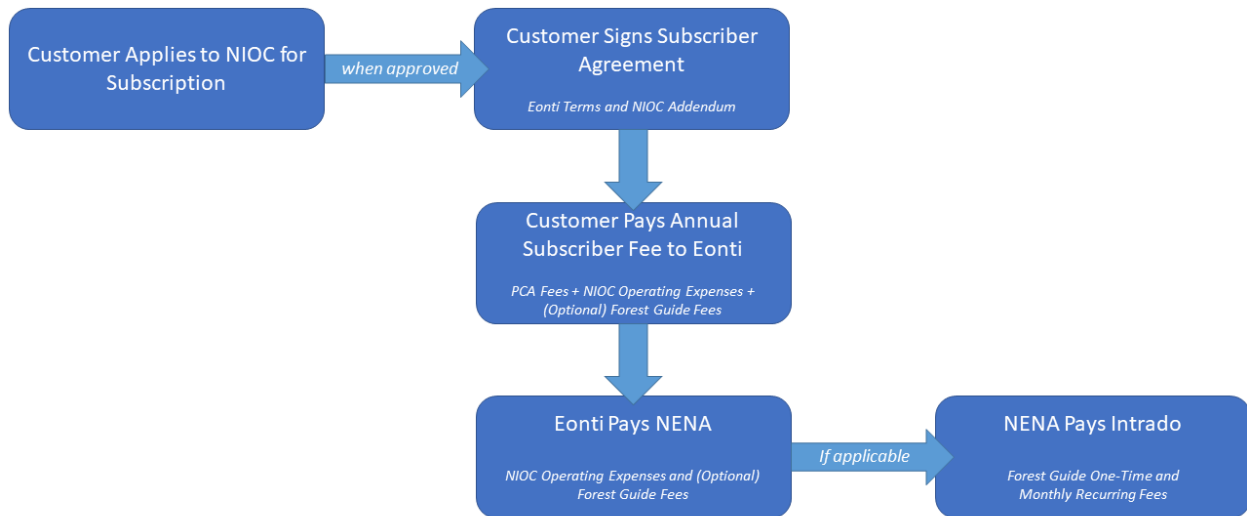 Customer Applies to NIOC for
Subscription
when approved
Customer Signs Subscriber
Agreement
Eonti Terms and NIOC Addendum
Customer Pays Annual
Subscriber Fee to Eonti
PCA Fees + NIOC Operating Expenses +
(Optional) Forest Guide Fees
Eonti Pays NENA
NIOC Operating Expenses and (Optional)
Forest Guide Fees
If applicable
NENA Pays Intrado
Forest Guide One-Time and
Monthly Recurring Fees